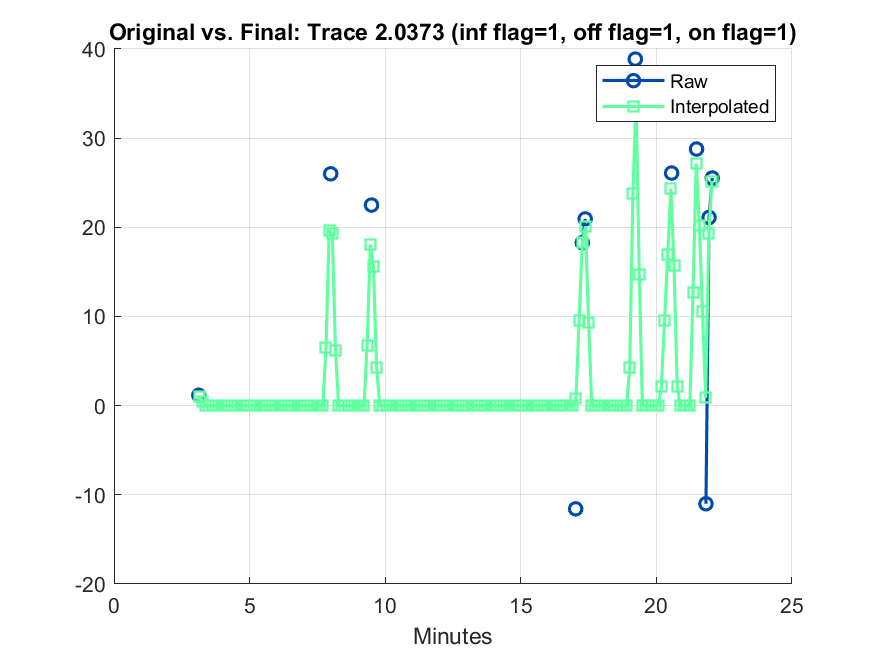 Original vs. Final: Trace 2.0373 (inf flag=1, off flag=1, on flag=1)
40
Raw
Interpolated
30
20
10
0
-10
-20
0 5 10 15 20 25
Minutes